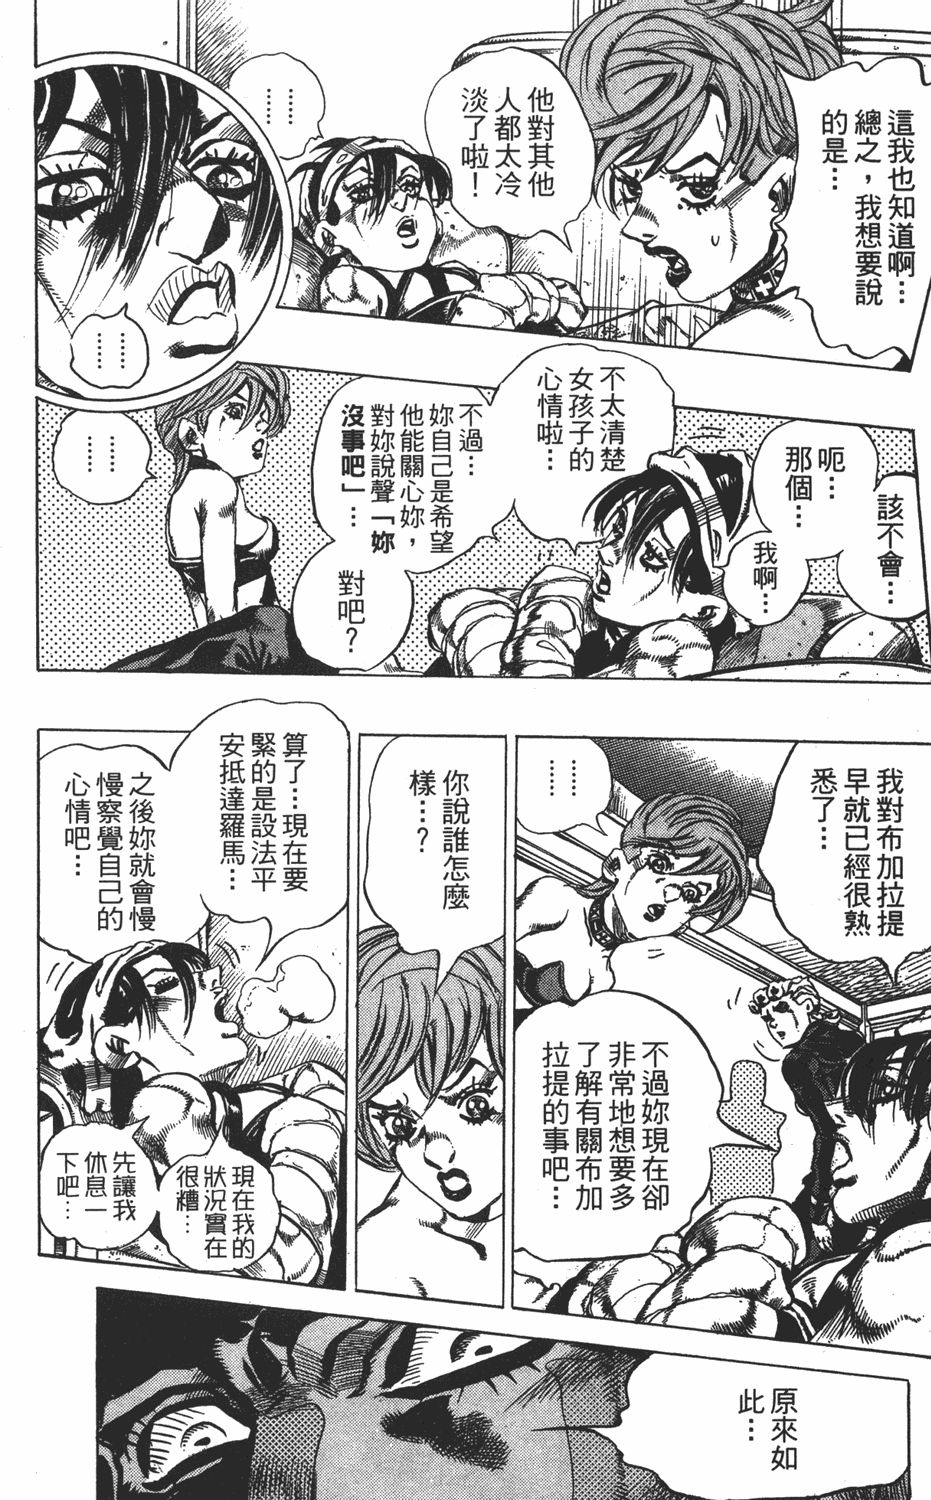 這我也知道啊…
總之，我想要說
的是…
他對其他
人都太冷
淡了啦！
……
……
……
該不會…
呃…
那個…
我啊…
不太清楚
女孩子的
心情啦…
不過…
妳自己是希望
他能關心妳，
對妳說聲「妳
沒事吧」…
對吧？
……
我對布加拉提
早就已經很熟
悉了…
……
……
不過妳現在卻
非常地想要多
了解有關布加
拉提的事吧…
你說誰怎麼
樣…？
算了…現在要
緊的是設法平
安抵達羅馬…
之後妳就會慢
慢察覺自己的
心情吧…
現在我的
狀況實在
很糟…
先讓我
休息一
下吧…
原來如
此…